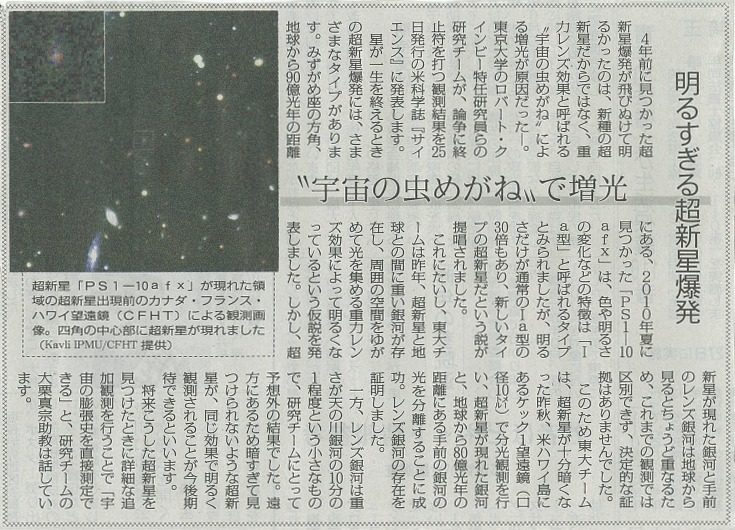 明るすぎる超新星爆発
〝宇宙の虫めがね〟で増光
4年前に見つかった超
新星爆発が飛びぬけて明
るかったのは、新種の超
新星だからではなく、重
力レンズ効果と呼ばれる
〝宇宙の虫めがね〟によ
る増光が原因だった―。
東京大学のロバート・ク
インビー特任研究員らの
研究チームが、論争に終
止符を打つ観測結果を25
日発行の米科学誌『サイ
エンス』に発表します。
星が一生を終えるとき
の超新星爆発には、さま
ざまなタイプがありま
す。みずがめ座の方角、
地球から90億光年の距離
にある、2010年夏に
見つかった「PS1―10
afx」は、色や明るさ
の変化などの特徴は「I
a型」と呼ばれるタイプ
とみられましたが、明る
さだけが通常のIa型の
30倍もあり、新しいタイ
プの超新星だという説が
提唱されました。
これにたいし、東大チ
ームは昨年、超新星と地
球との間に重い銀河が存
在し、周囲の空間をゆが
めて光を集める重力レン
ズ効果によって明るくな
っているという仮説を発
表しました。しかし、超
新星が現れた銀河と手前
のレンズ銀河は地球から
見るとちょうど重なるた
め、これまでの観測では
区別できず、決定的な証
拠はありませんでした。
このため東大チーム
は、超新星が十分暗くな
った昨秋、米ハワイ島に
あるケック1望遠鏡（口
径10㍍）で分光観測を行
い、超新星が現れた銀河
と、地球から80億光年の
距離にある手前の銀河の
光を分離することに成
功。レンズ銀河の存在を
証明しました。
一方、レンズ銀河は重
さが天の川銀河の10分の
1程度という小さなもの
で、研究チームにとって
予想外の結果でした。遠
方にあるため暗すぎて見
つけられないような超新
星が、同じ効果で明るく
観測されることが今後期
待できるといいます。
将来こうした超新星を
見つけたときに詳細な追
加観測を行うことで「宇
宙の膨張史を直接測定で
きる」と、研究チームの
大栗真宗助教は話してい
ます。
超新星「PS1―10afx」が現れた領
域の超新星出現前のカナダ・フランス・
ハワイ望遠鏡（CFHT）による観測画
像。四角の中心部に超新星が現れました
（Kavli IPMU/CFHT 提供）